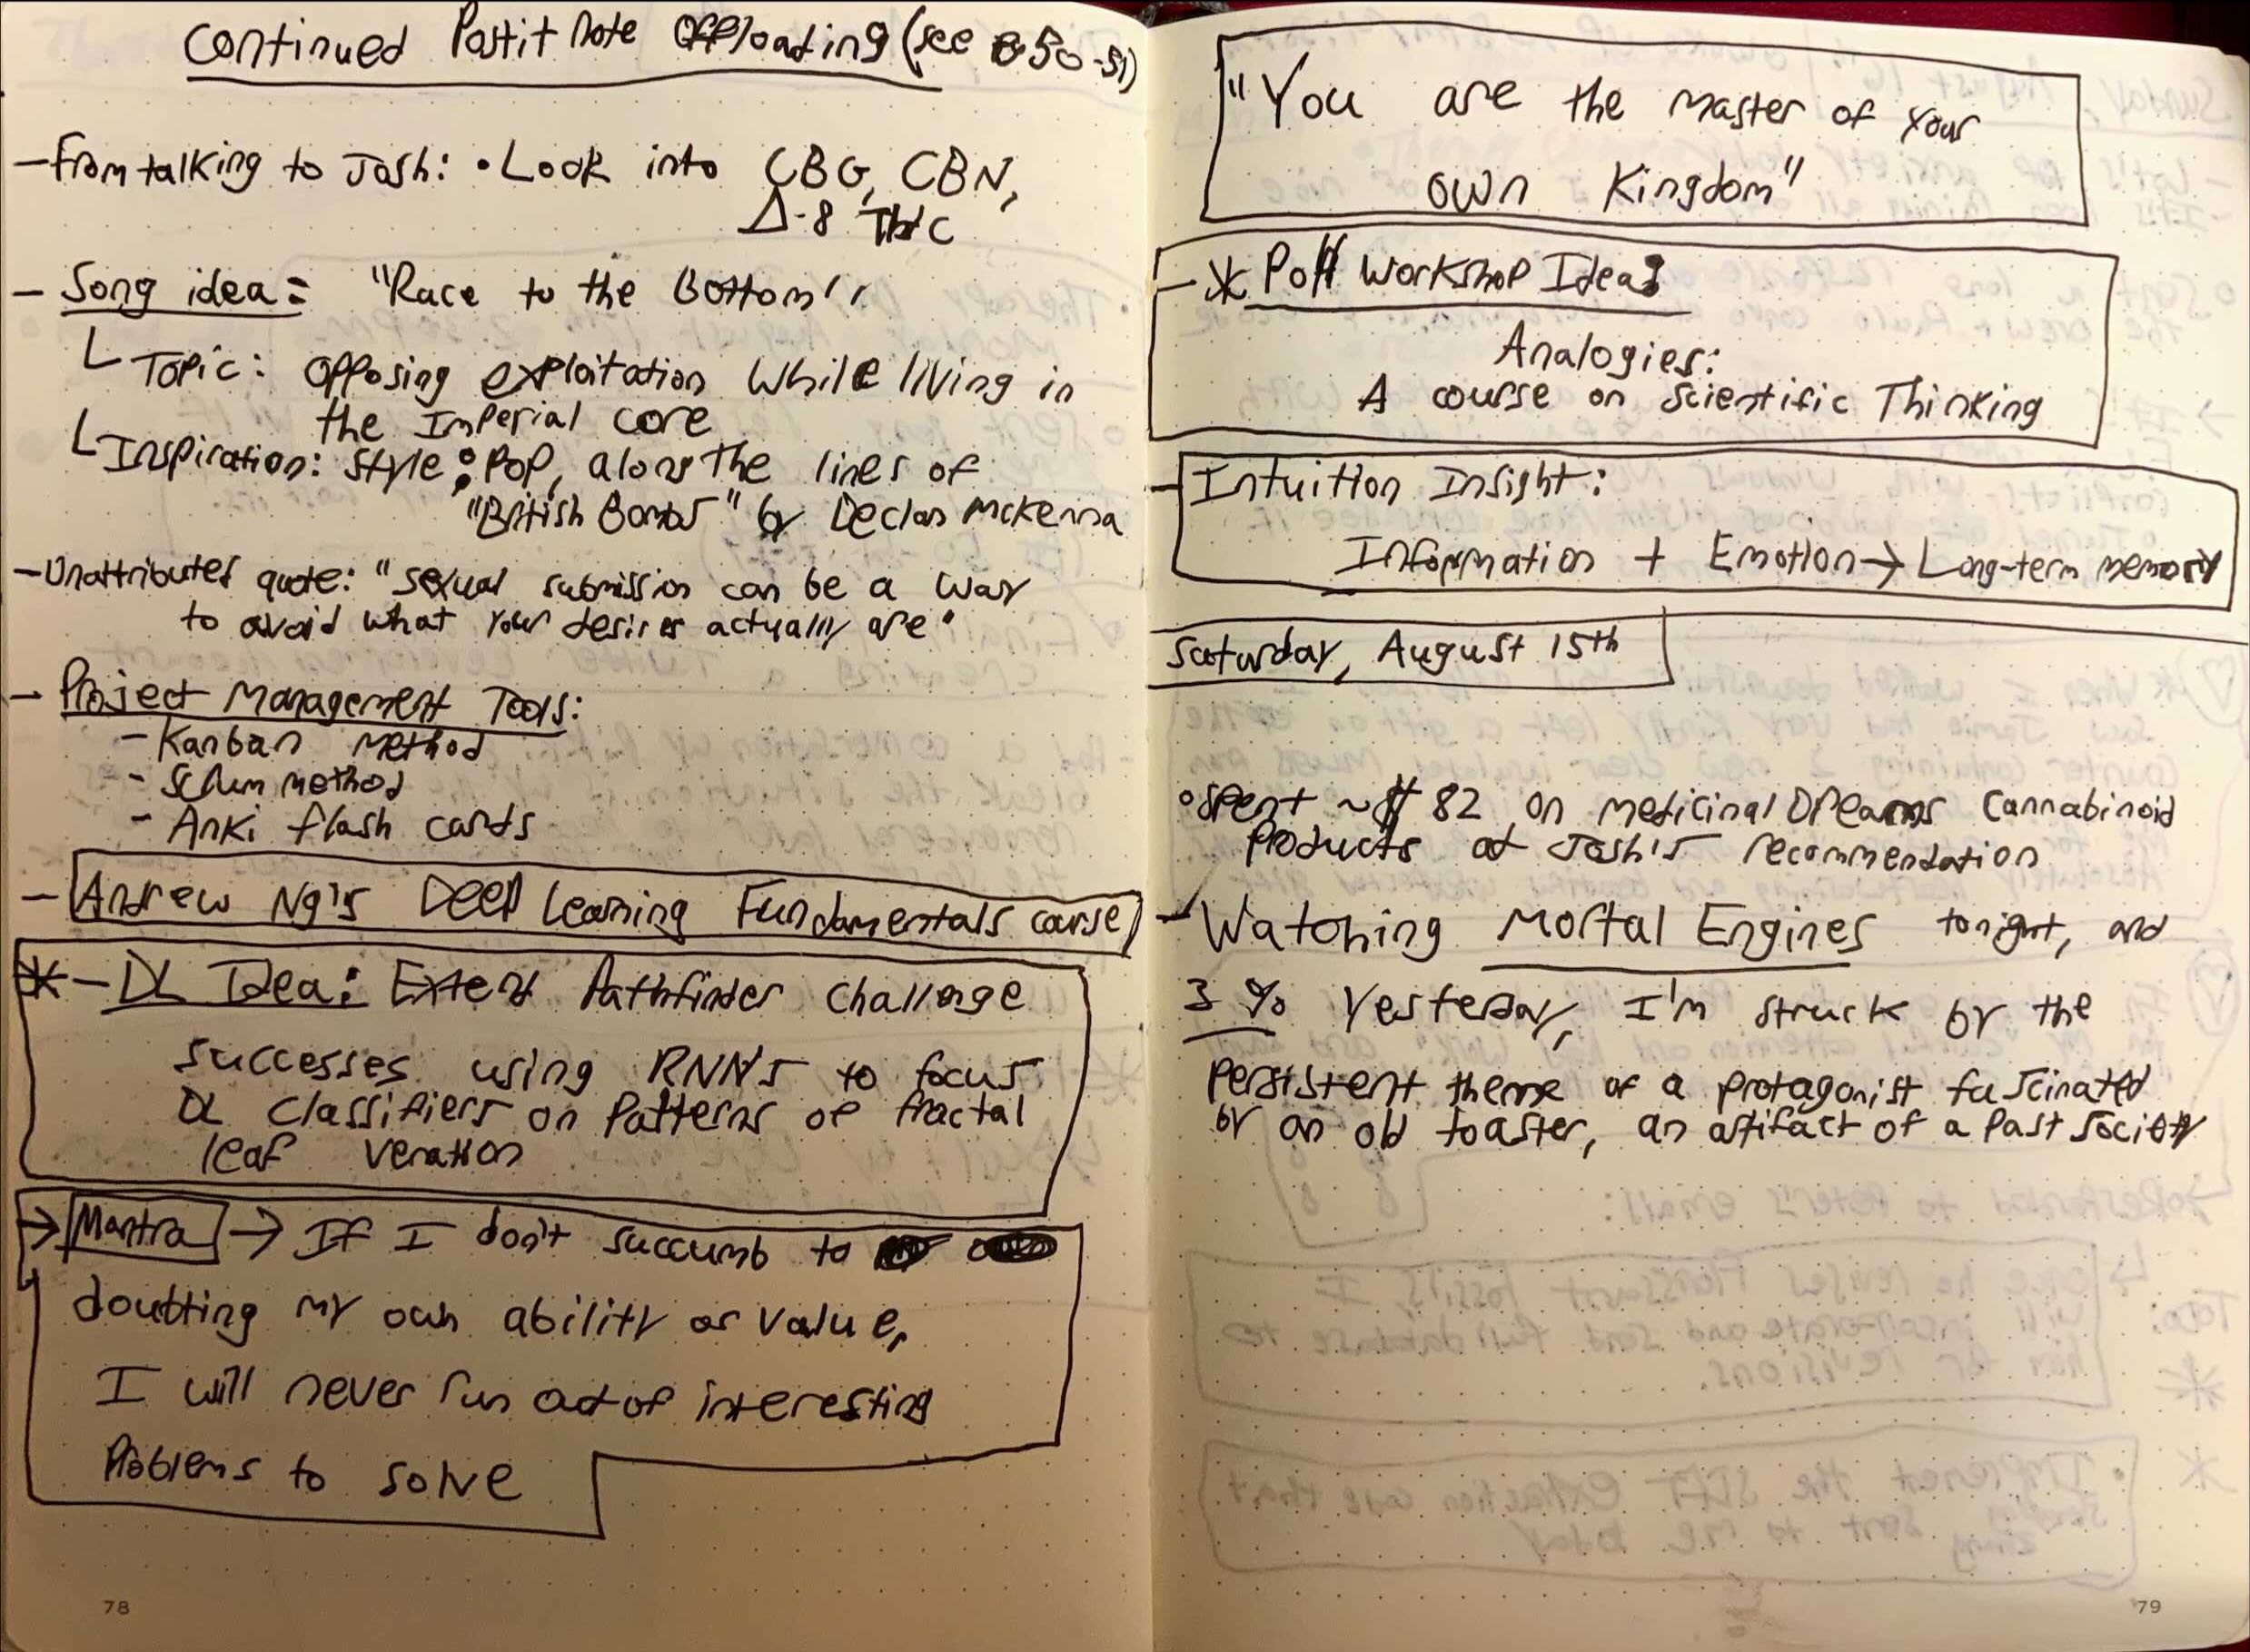 Continued Postit Note Offloading (see 50-51)
- From talking to Josh: • Look into CBG, CBN,
Δ-8 THC
- Song idea: "Race to the Bottom"
Topic: Opposing exploitation while living in
the Imperial core
Inspiration: Style: Pop, along the lines of
"British Bombs" by Declan McKenna
- Unattributed quote: "sexual submission can be a way
to avoid what your desires actually are"
- Project Management Tools:
- Kanban method
- Scrum method
- Anki flash cards
- Andrew Ng's Deep Learning Fundamentals course
* - DL Idea: Extend Pathfinder Challenge
successes using RNNs to focus
DL classifiers on patterns of fractal
leaf venation
→ Mantra → If I don't succumb to
doubting my own ability or value,
I will never run out of interesting
Problems to solve
78
"You are the master of your
own Kingdom"
- * Workshop Idea:
Analogies:
A course on Scientific Thinking
- Intuition Insight:
Information + Emotion → Long-term memory
Saturday, August 15th
• Spent ~$82 on medicinal Dreams Cannabinoid
Products at Josh's recommendation
- Watching Mortal Engines tonight, and
3 % Yesterday, I'm struck by the
Persistent theme of a protagonist fascinated
by an old toaster, an artifact of a past society
79